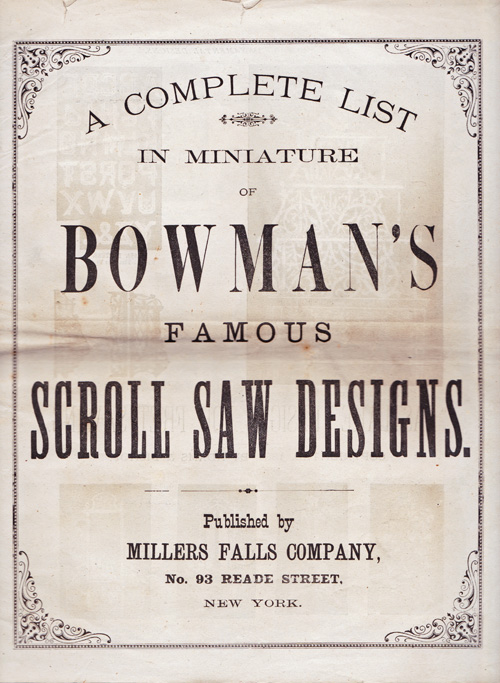 A COMPLETE LIST
IN MINIATURE
OF
BOWMAN'S
FAMOUS
SCROLL SAW DESIGNS.
Published by
MILLERS FALLS COMPANY,
No. 93 READE STREET,
NEW YORK.